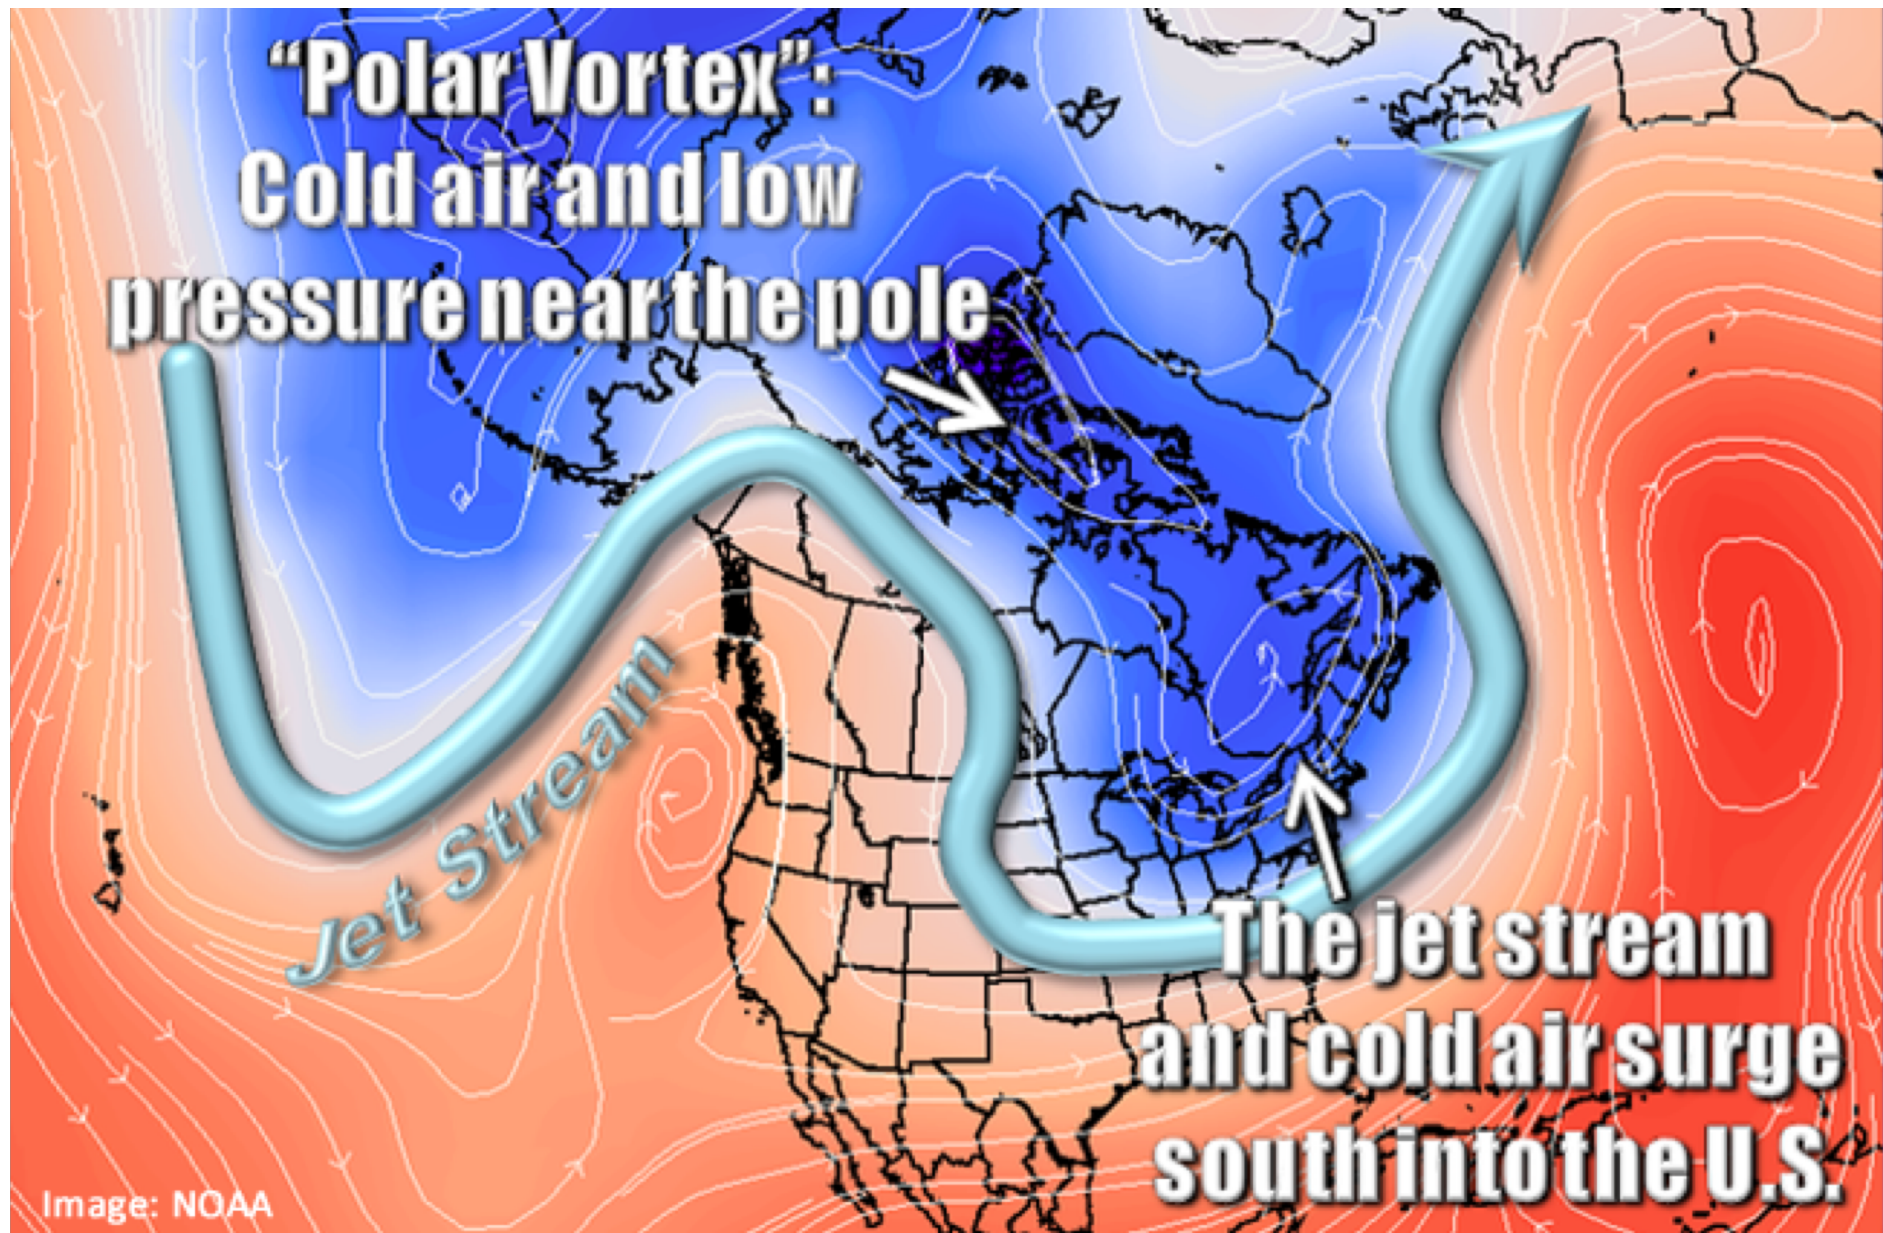 “Polar Vortex”:
Cold air and low
pressure near the pole
Jet Stream
The jet stream
and cold air surge
south into the U.S.
Image: NOAA